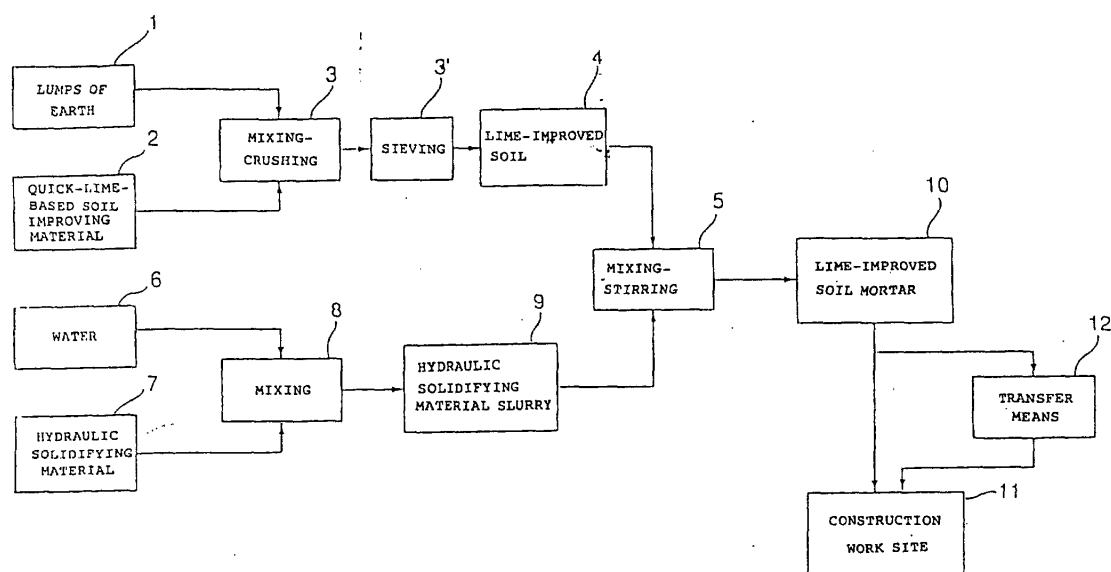 1
LUMPS OF
EARTH
2
QUICK-LIME-
BASED SOIL
IMPROVING
MATERIAL
3
MIXING-
CRUSHING
3'
SIEVING
4
LIME-IMPROVED
SOIL
5
MIXING-
STIRRING
6
WATER
7
HYDRAULIC
SOLIDIFYING
MATERIAL
8
MIXING
9
HYDRAULIC
SOLIDIFYING
MATERIAL SLURRY
10
LIME-IMPROVED
SOIL MORTAR
12
TRANSFER
MEANS
11
CONSTRUCTION
WORK SITE